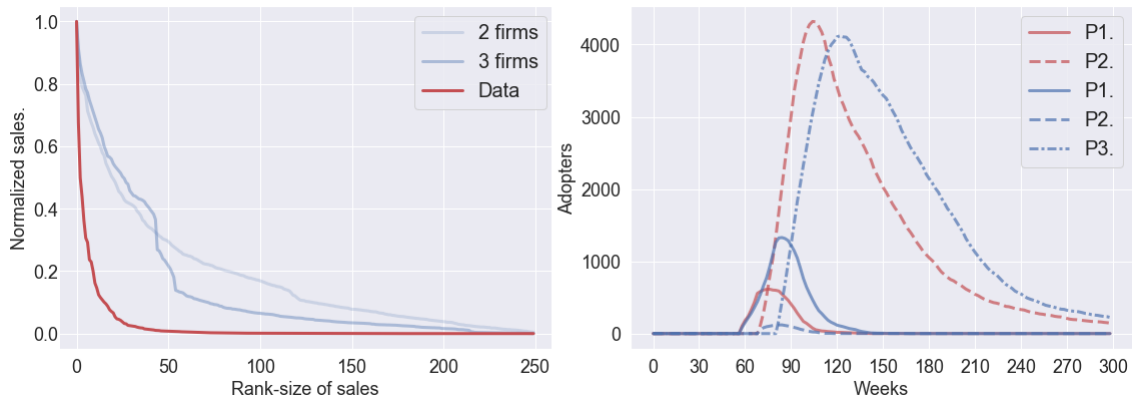 1.0
0.8
0.6
0.4
0.2
0.0
Normalized sales.
0 50 100 150 200 250
Rank-size of sales
2 firms
3 firms
Data
4000
3000
2000
1000
0
Adopters
0 30 60 90 120 150 180 210 240 270 300
Weeks
P1.
P2.
P1.
P2.
P3.